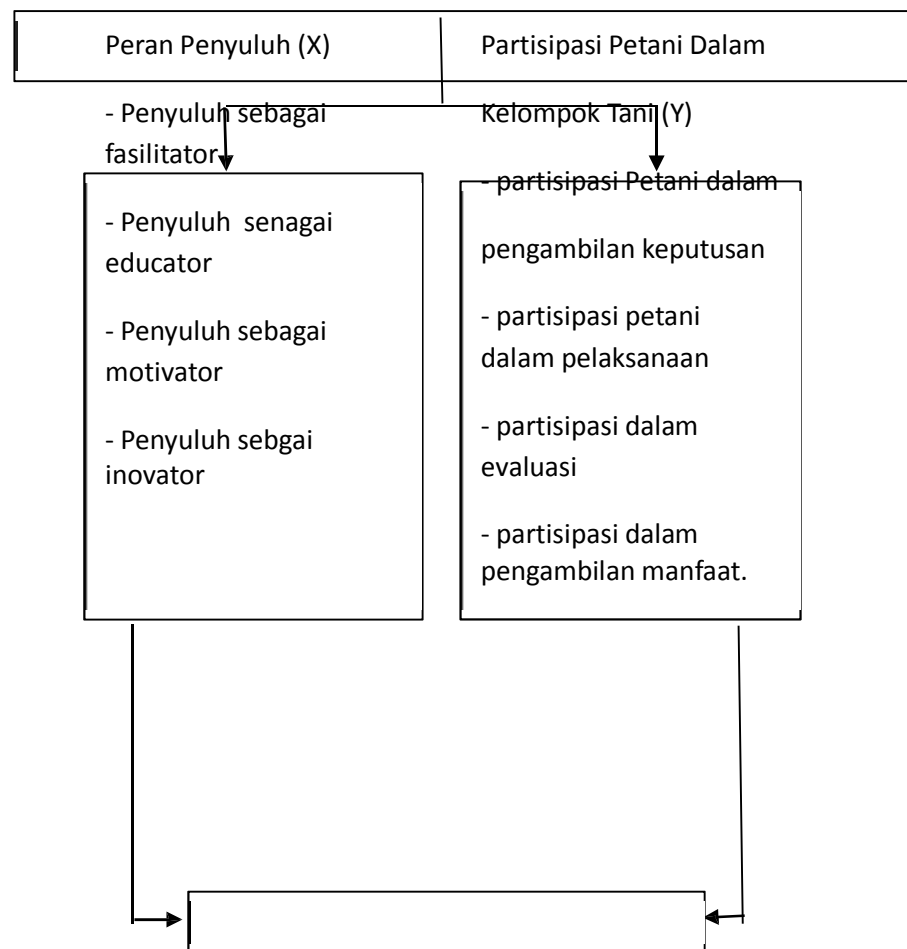 Peran Penyuluh (X)
- Penyuluh sebagai
fasilitator
- Penyuluh  senagai
educator
- Penyuluh sebagai
motivator
- Penyuluh sebgai
inovator
Partisipasi Petani Dalam
Kelompok Tani (Y)
- partisipasi Petani dalam
pengambilan keputusan
- partisipasi petani
dalam pelaksanaan
- partisipasi dalam
evaluasi
- partisipasi dalam
pengambilan manfaat.